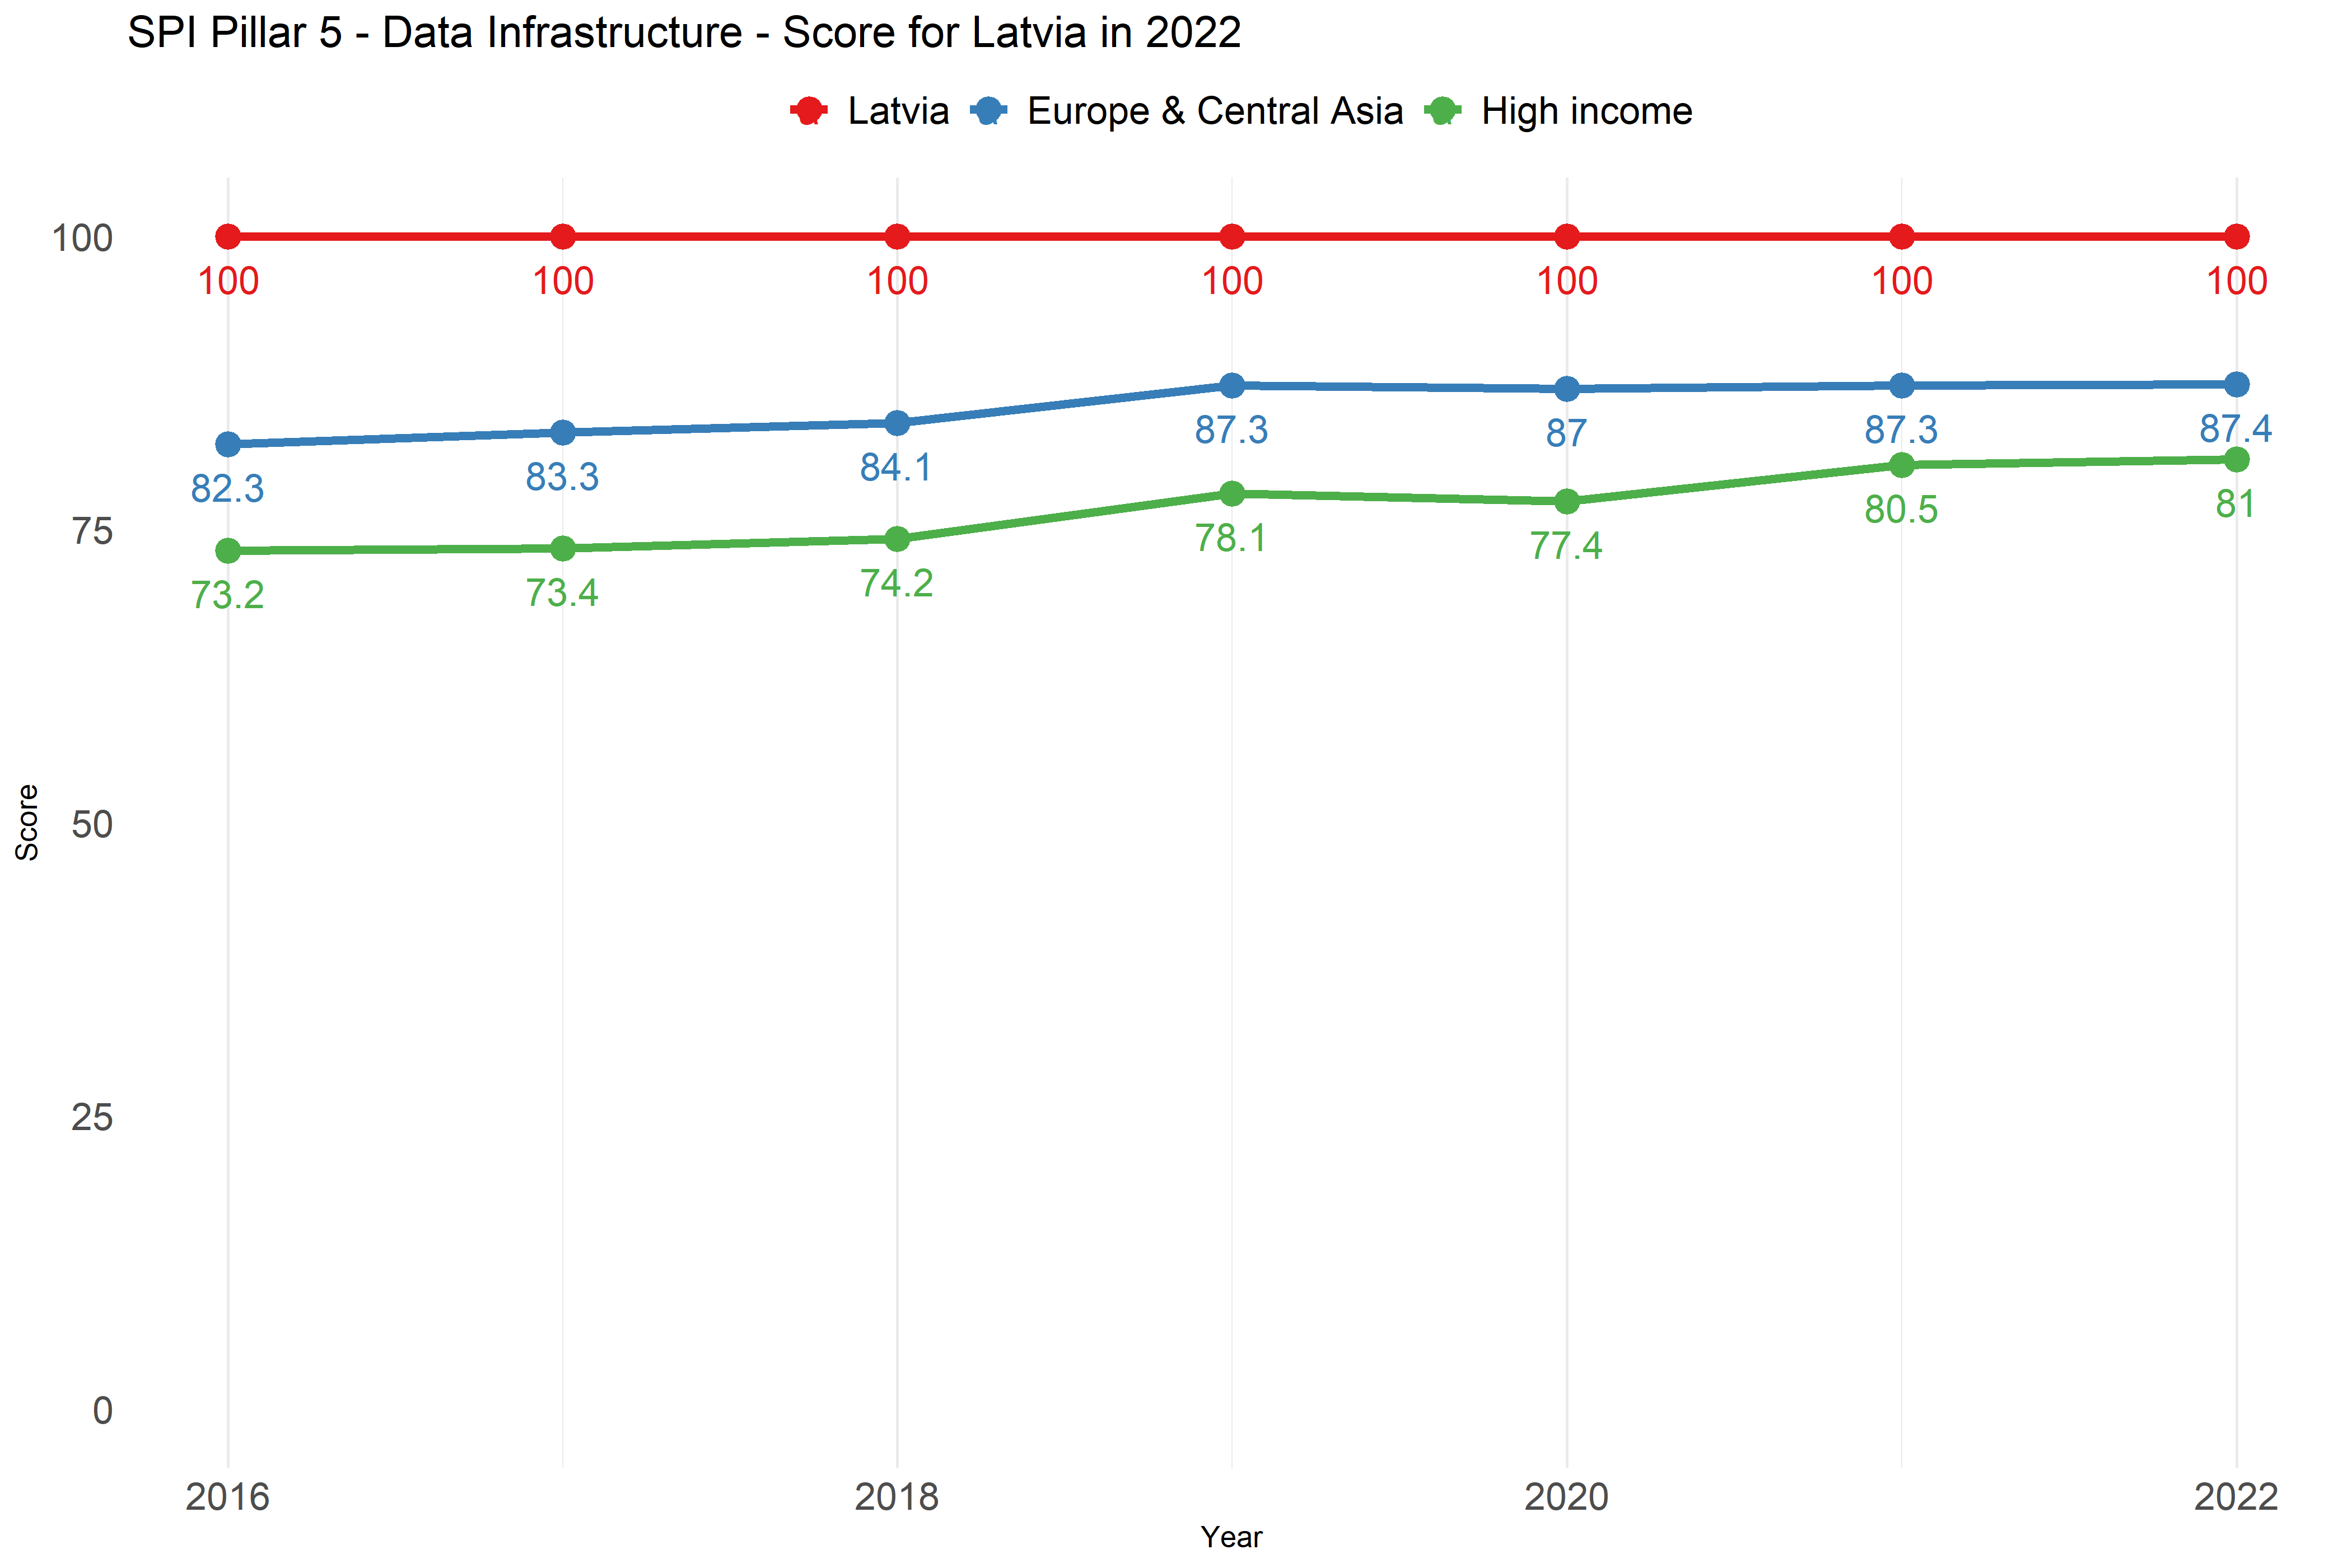 SPI Pillar 5 - Data Infrastructure - Score for Latvia in 2022
Latvia Europe & Central Asia High income
100
100 100 100 100 100 100 100
87.3 87 87.3 87.4
82.3 83.3 84.1
80.5 81
75
78.1 77.4
73.2 73.4 74.2
Score
50
25
0
2016 2018 2020 2022
Year